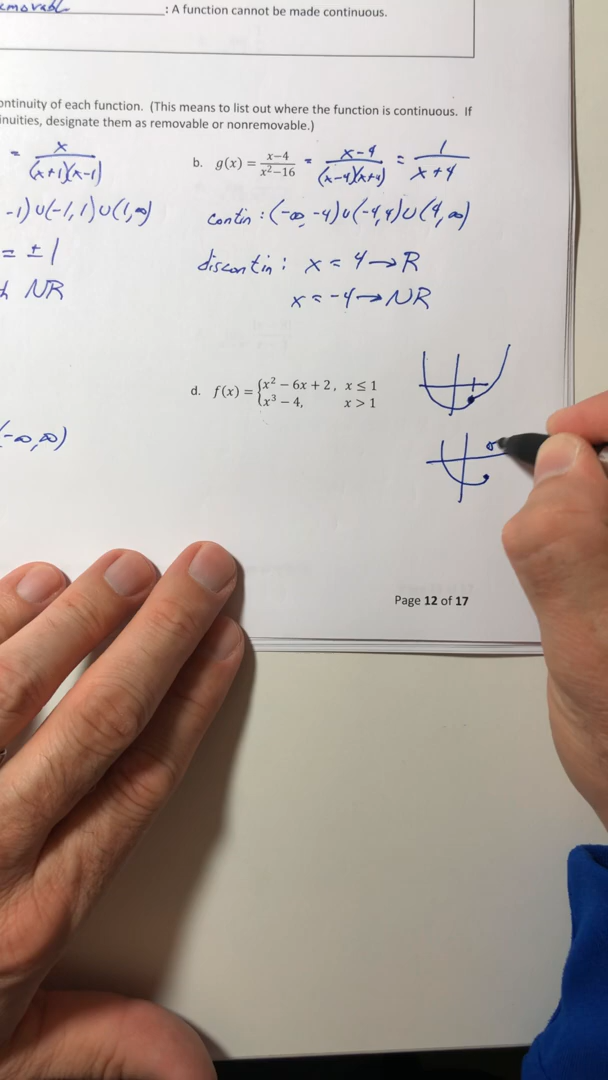 emovable : A function cannot be made continuous.
ontinuity of each function. (This means to list out where the function is continuous. If
inuities, designate them as removable or nonremovable.)
= x/((x+1)(x-1))
-1)∪(-1,1)∪(1,∞)
= ±1
NR
b. g(x) = (x−4)/(x²−16) = (x-4)/((x-4)(x+4)) = 1/(x+4)
contin : (-∞,-4)∪(-4,4)∪(4,∞)
discontin : x = 4 → R
x = -4 → NR
(-∞,∞)
d. f(x) = { x² − 6x + 2, x ≤ 1
x³ − 4, x > 1
Page 12 of 17